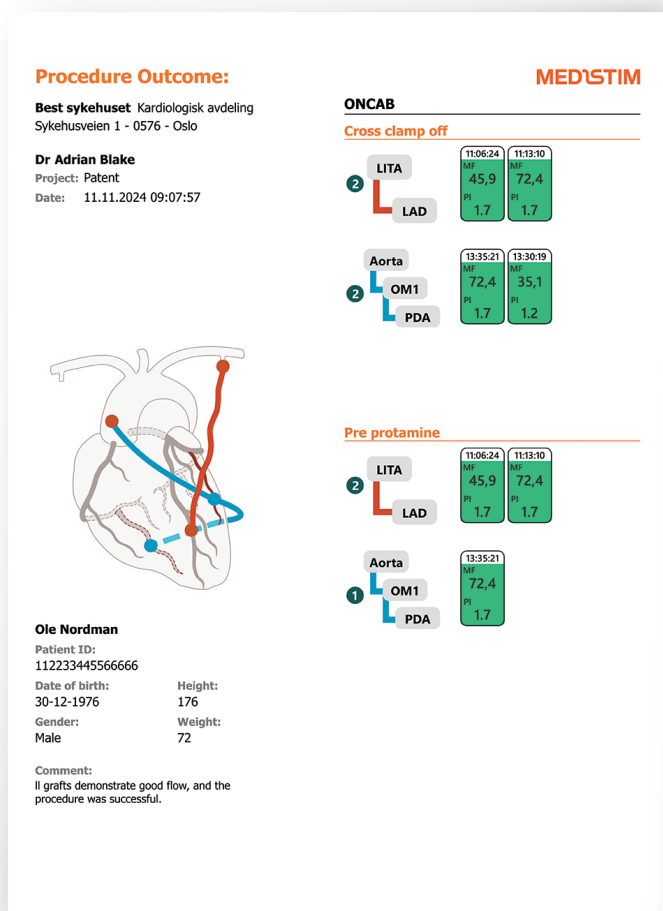 Procedure Outcome:
MEDISTIM
Best sykehuset Kardiologisk avdeling
Sykehusveien 1 - 0576 - Oslo
Dr Adrian Blake
Project: Patent
Date: 11.11.2024 09:07:57
ONCAB
Cross clamp off
2
LITA
LAD
11:06:24
MF
45,9
PI
1.7
11:13:10
MF
72,4
PI
1.7
2
Aorta
OM1
PDA
13:35:21
MF
72,4
PI
1.7
13:30:19
MF
35,1
PI
1.2
Pre protamine
2
LITA
LAD
11:06:24
MF
45,9
PI
1.7
11:13:10
MF
72,4
PI
1.7
1
Aorta
OM1
PDA
13:35:21
MF
72,4
PI
1.7
Ole Nordman
Patient ID:
112233445566666
Date of birth: Height:
30-12-1976 176
Gender: Weight:
Male 72
Comment:
ll grafts demonstrate good flow, and the
procedure was successful.